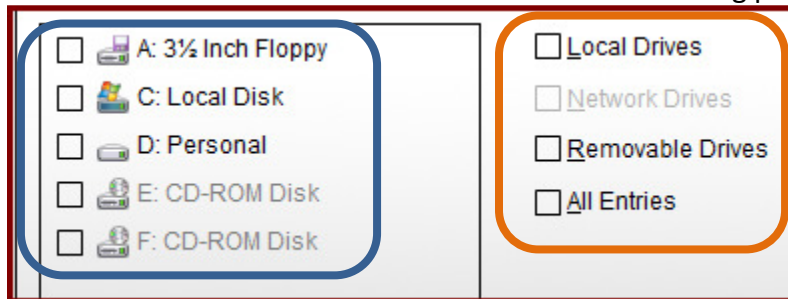 A: 3½ Inch Floppy
C: Local Disk
D: Personal
E: CD-ROM Disk
F: CD-ROM Disk
Local Drives
Network Drives
Removable Drives
All Entries